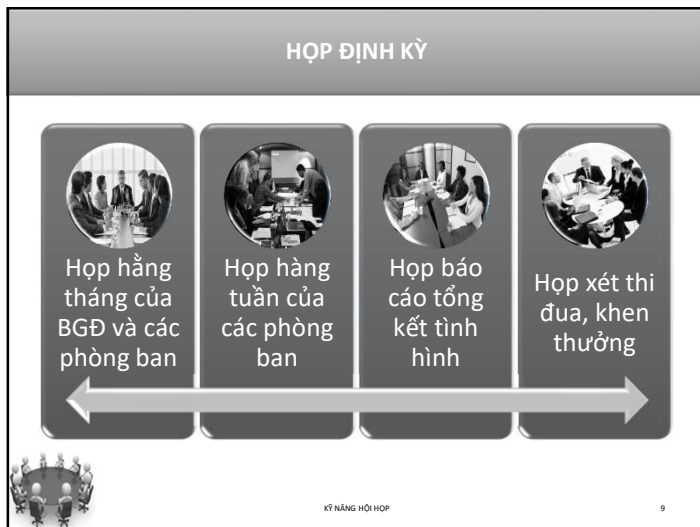 HỌP ĐỊNH KỲ
Họp hằng
tháng của
BGĐ và các
phòng ban
Họp hàng
tuần của
các phòng
ban
Họp báo
cáo tổng
kết tình
hình
Họp xét thi
đua, khen
thưởng
KỸ NĂNG HỘI HỌP
9